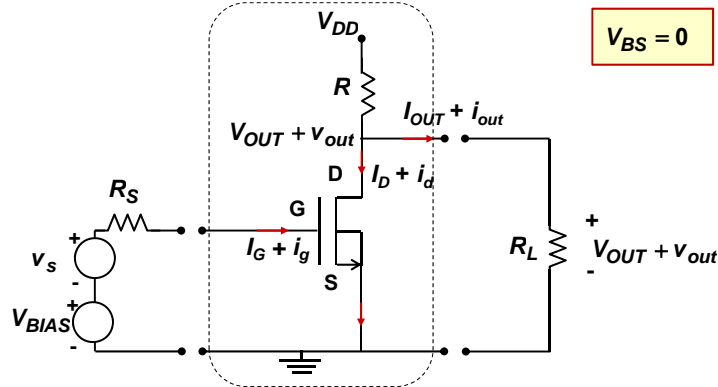 V_DD
V_BS = 0
R
I_OUT + i_out
V_OUT + v_out
D
I_D + i_d
R_S
G
I_G + i_g
v_s
S
R_L
+
V_OUT + v_out
-
+
-
V_BIAS
+
-